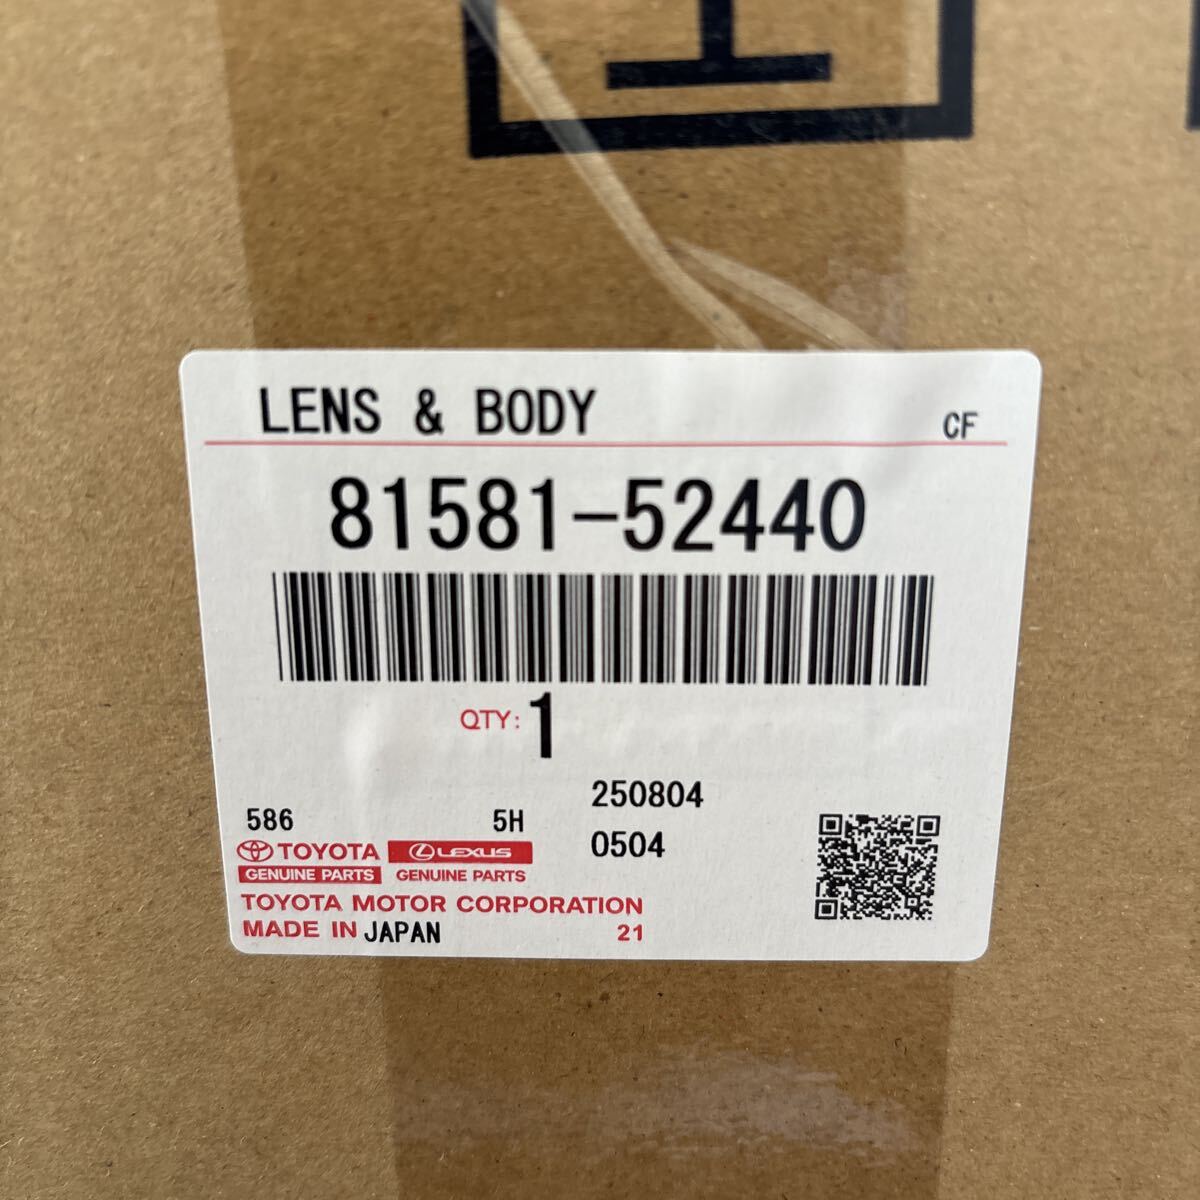 LENS & BODY CF
81581-52440
QTY: 1
250804
586 5H
0504
TOYOTA LEXUS
GENUINE PARTS GENUINE PARTS
TOYOTA MOTOR CORPORATION
MADE IN JAPAN 21